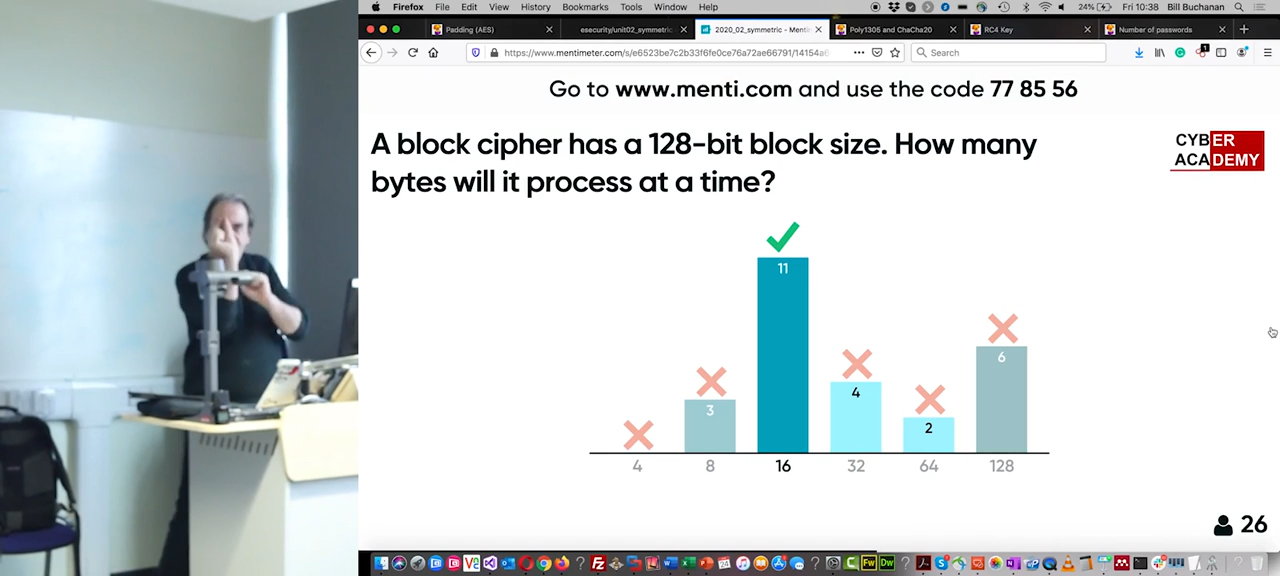 Firefox File Edit View History Bookmarks Tools Window Help 24% Fri 10:38 Bill Buchanan
Padding (AES) esecurity/unit02_symmetric 2020_02_symmetric - Menti Poly1305 and ChaCha20 RC4 Key Number of passwords
https://www.mentimeter.com/s/e6523be7c2b33f6fe0ce76a72ae66791/14154a6 Search
Go to www.menti.com and use the code 77 85 56
A block cipher has a 128-bit block size. How many
bytes will it process at a time?
CYBER
ACADEMY
11
6
4
3
2
4 8 16 32 64 128
26